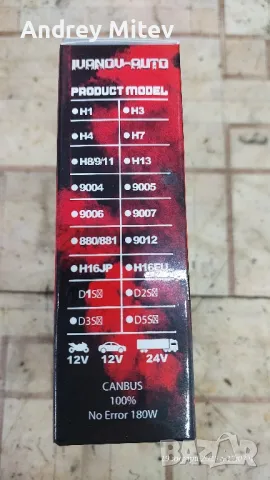 Andrey Mitev
IVANOV-AUTO
PRODUCT MODEL
●H1 ●H3
●H4 ●H7
●H8/9/11 ●H13
●9004 ●9005
●9006 ●9007
●880/881 ●9012
●H16JP ●H16EU
●D1S ●D2S
●D3S ●D5S
12V 12V 24V
CANBUS
100%
No Error 180W
BAZAR